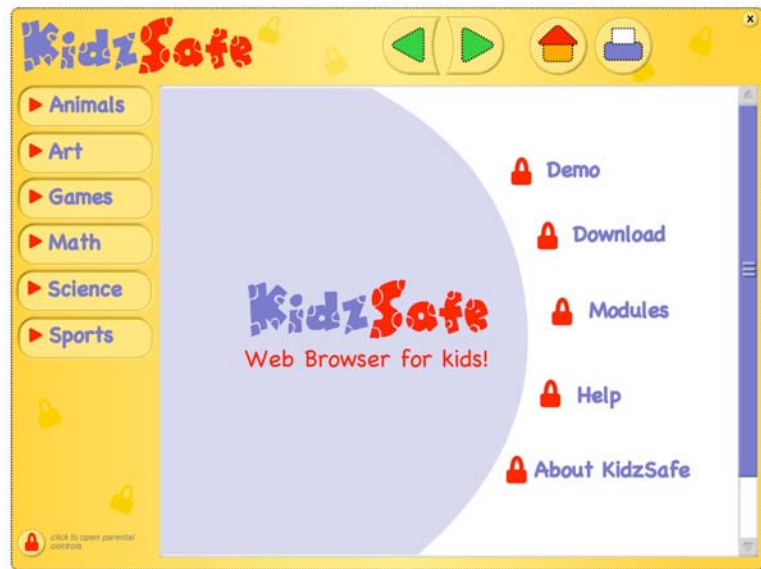 KidzSafe
x
Animals
Art
Games
Math
Science
Sports
KidzSafe
Web Browser for kids!
Demo
Download
Modules
Help
About KidzSafe
click to open parental
controls